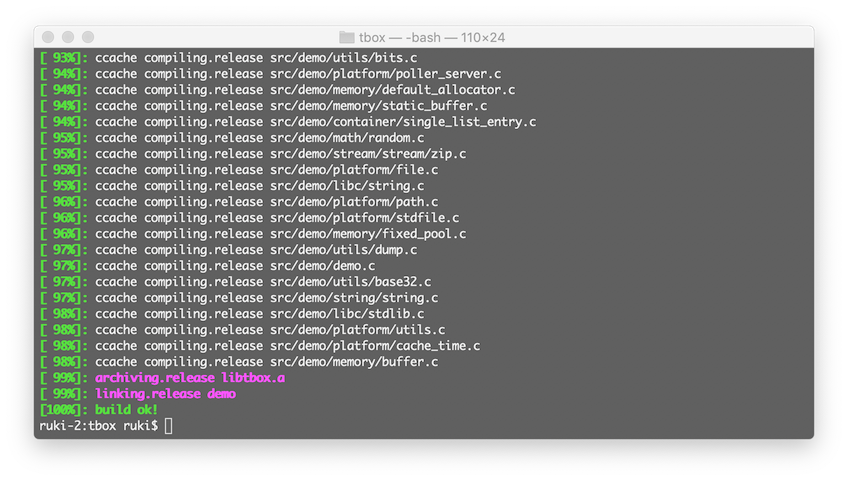 tbox — -bash — 110×24
[ 93%]: ccache compiling.release src/demo/utils/bits.c
[ 94%]: ccache compiling.release src/demo/platform/poller_server.c
[ 94%]: ccache compiling.release src/demo/memory/default_allocator.c
[ 94%]: ccache compiling.release src/demo/memory/static_buffer.c
[ 94%]: ccache compiling.release src/demo/container/single_list_entry.c
[ 95%]: ccache compiling.release src/demo/math/random.c
[ 95%]: ccache compiling.release src/demo/stream/stream/zip.c
[ 95%]: ccache compiling.release src/demo/platform/file.c
[ 95%]: ccache compiling.release src/demo/libc/string.c
[ 96%]: ccache compiling.release src/demo/platform/path.c
[ 96%]: ccache compiling.release src/demo/platform/stdfile.c
[ 96%]: ccache compiling.release src/demo/memory/fixed_pool.c
[ 97%]: ccache compiling.release src/demo/utils/dump.c
[ 97%]: ccache compiling.release src/demo/demo.c
[ 97%]: ccache compiling.release src/demo/utils/base32.c
[ 97%]: ccache compiling.release src/demo/string/string.c
[ 98%]: ccache compiling.release src/demo/libc/stdlib.c
[ 98%]: ccache compiling.release src/demo/platform/utils.c
[ 98%]: ccache compiling.release src/demo/platform/cache_time.c
[ 98%]: ccache compiling.release src/demo/memory/buffer.c
[ 99%]: archiving.release libtbox.a
[ 99%]: linking.release demo
[100%]: build ok!
ruki-2:tbox ruki$